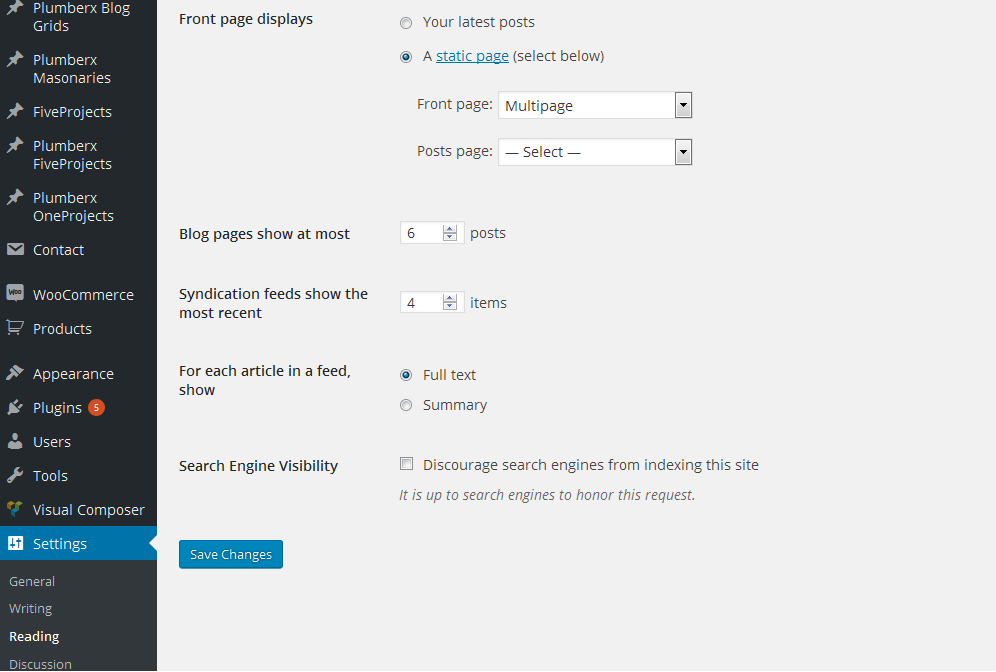 Plumberx Blog
Grids
Plumberx
Masonaries
FiveProjects
Plumberx
FiveProjects
Plumberx
OneProjects
Contact
Woo WooCommerce
Products
Appearance
Plugins 5
Users
Tools
Visual Composer
Settings
General
Writing
Reading
Discussion
Front page displays
Your latest posts
A static page (select below)
Front page: Multipage
Posts page: — Select —
Blog pages show at most 6 posts
Syndication feeds show the
most recent
4 items
For each article in a feed,
show
Full text
Summary
Search Engine Visibility
Discourage search engines from indexing this site
It is up to search engines to honor this request.
Save Changes